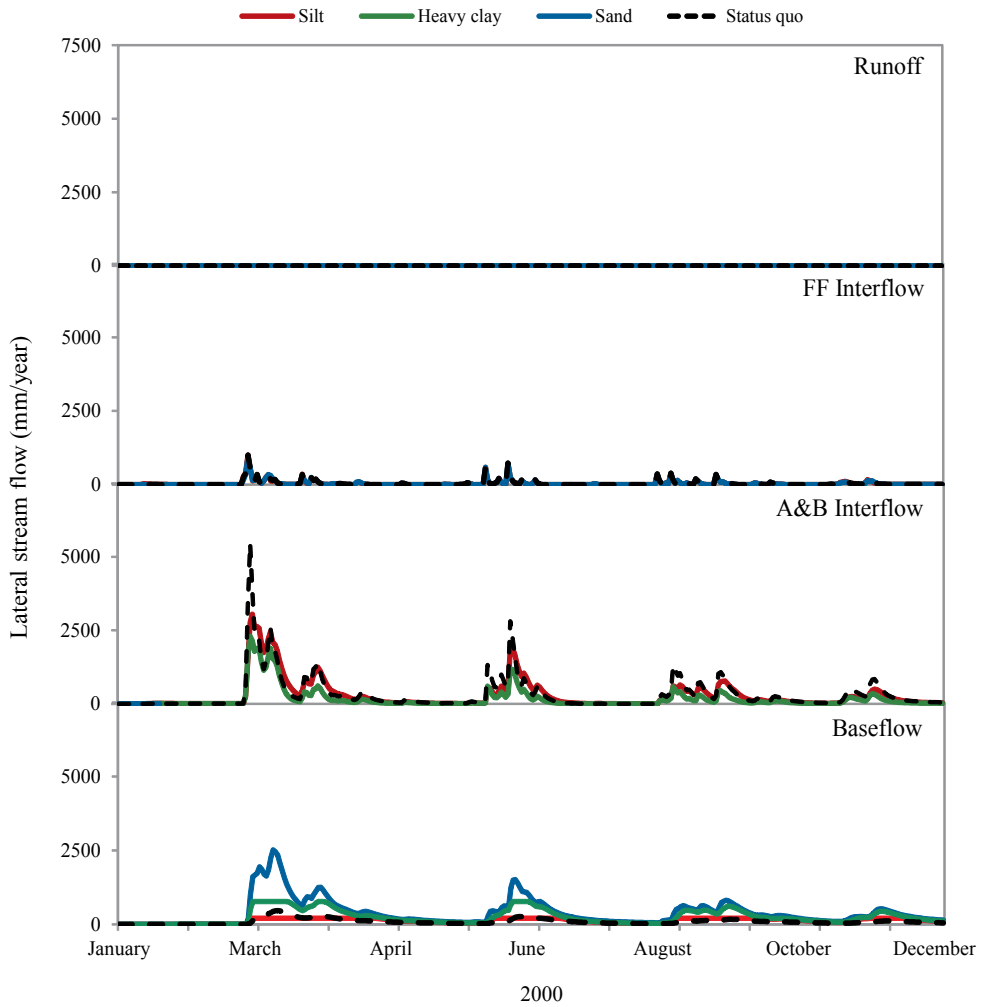 Silt Heavy clay Sand Status quo
7500
Runoff
5000
2500
0
FF Interflow
5000
2500
0
A&B Interflow
5000
2500
0
Baseflow
5000
2500
0
Lateral stream flow (mm/year)
January March April June August October December
2000